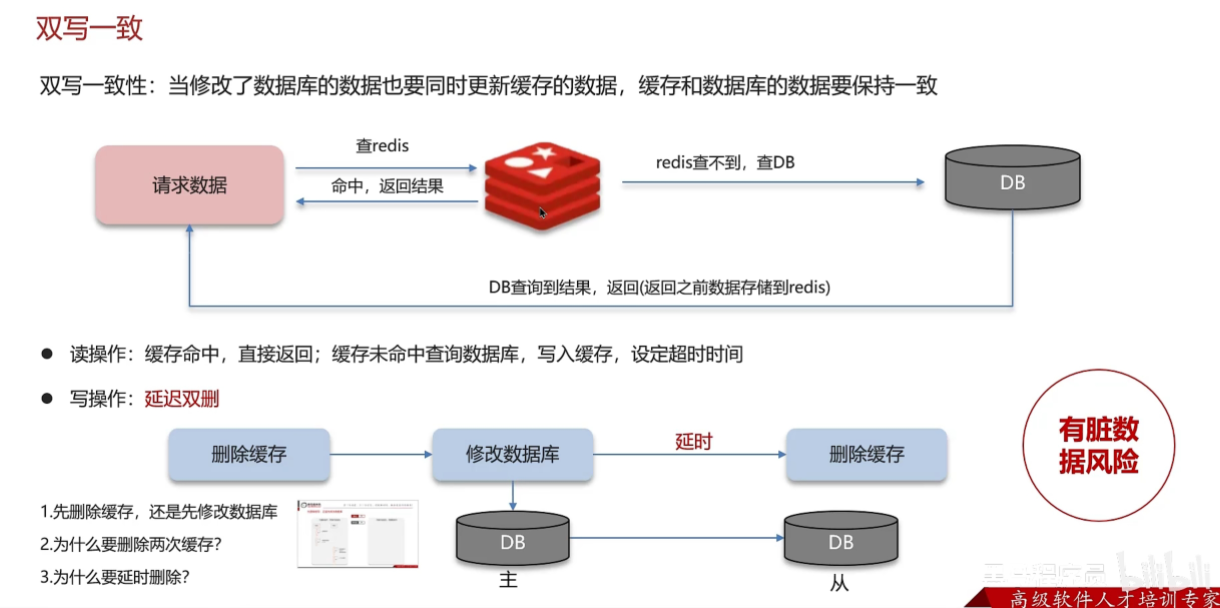 双写一致
双写一致性：当修改了数据库的数据也要同时更新缓存的数据，缓存和数据库的数据要保持一致
查redis
请求数据
命中，返回结果
redis查不到，查DB
DB
DB查询到结果，返回(返回之前数据存储到redis)
● 读操作：缓存命中，直接返回；缓存未命中查询数据库，写入缓存，设定超时时间
● 写操作：延迟双删
删除缓存
修改数据库
延时
删除缓存
有脏数
据风险
1.先删除缓存，还是先修改数据库
2.为什么要删除两次缓存？
3.为什么要延时删除？
DB
主
DB
从
bilibili
高级软件人才培训专家